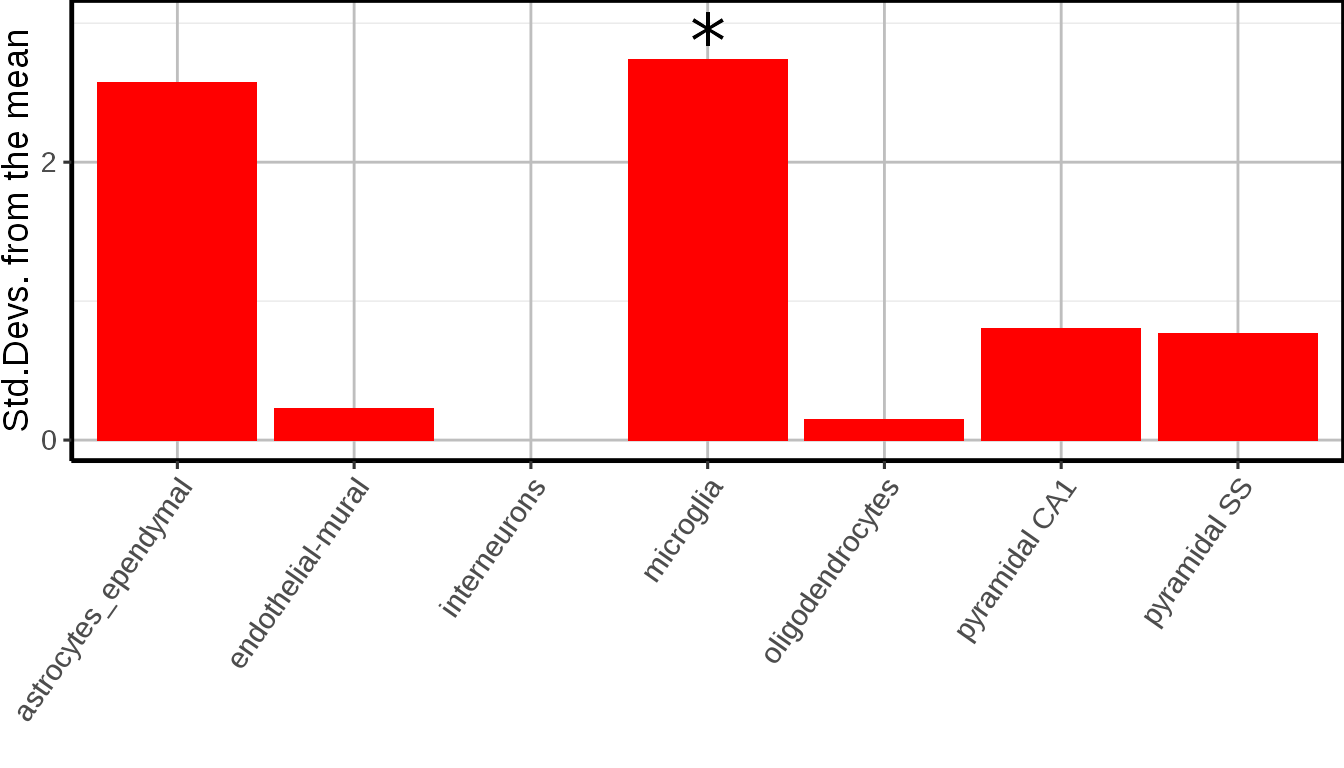 *
Std.Devs. from the mean
2
0
astrocytes_ependymal
endothelial-mural
interneurons
microglia
oligodendrocytes
pyramidal CA1
pyramidal SS